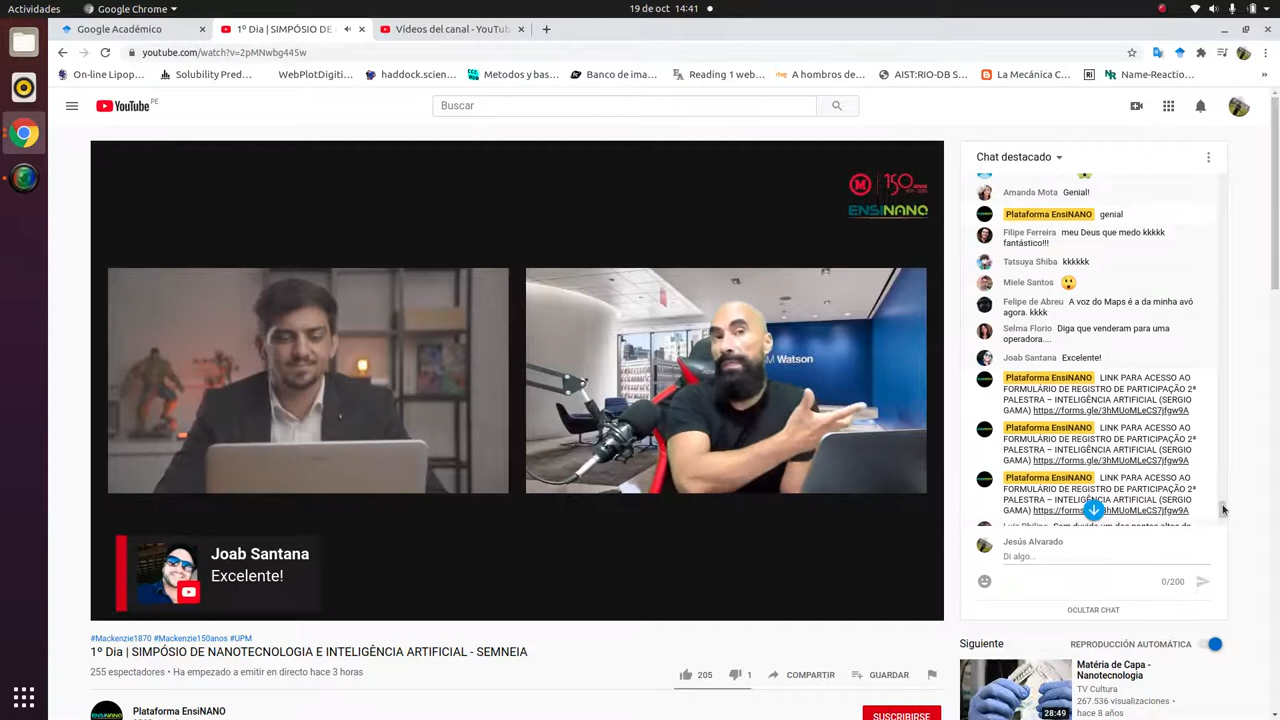 Actividades
Google Chrome
19 de oct 14:41
Google Académico
1º Dia | SIMPÓSIO DE
Vídeos del canal - YouTub
youtube.com/watch?v=2pMNwbg445w
On-line Lipop…
Solubility Pred…
WebPlotDigiti…
haddock.scien…
Metodos y bas…
Banco de imag…
Reading 1 web…
A hombros de…
AIST:RIO-DB S…
La Mecánica C…
Name-Reactio…
YouTube PE
Buscar
M 150 anos
ENSINANO
Watson
Joab Santana
Excelente!
#Mackenzie1870 #Mackenzie150anos #UPM
1º Dia | SIMPÓSIO DE NANOTECNOLOGIA E INTELIGÊNCIA ARTIFICIAL - SEMNEIA
255 espectadores • Ha empezado a emitir en directo hace 3 horas
205
1
COMPARTIR
GUARDAR
Plataforma EnsiNANO
SUSCRIBIRSE
Chat destacado
Amanda Mota Genial!
Plataforma EnsiNANO genial
Filipe Ferreira meu Deus que medo kkkkk
fantástico!!!
Tatsuya Shiba kkkkkk
Miele Santos
Felipe de Abreu A voz do Maps é a da minha avó
agora. kkkk
Selma Florio Diga que venderam para uma
operadora....
Joab Santana Excelente!
Plataforma EnsiNANO LINK PARA ACESSO AO
FORMULÁRIO DE REGISTRO DE PARTICIPAÇÃO 2ª
PALESTRA – INTELIGÊNCIA ARTIFICIAL (SERGIO
GAMA) https://forms.gle/3hMUoMLeCS7jfgw9A
Plataforma EnsiNANO LINK PARA ACESSO AO
FORMULÁRIO DE REGISTRO DE PARTICIPAÇÃO 2ª
PALESTRA – INTELIGÊNCIA ARTIFICIAL (SERGIO
GAMA) https://forms.gle/3hMUoMLeCS7jfgw9A
Plataforma EnsiNANO LINK PARA ACESSO AO
FORMULÁRIO DE REGISTRO DE PARTICIPAÇÃO 2ª
PALESTRA – INTELIGÊNCIA ARTIFICIAL (SERGIO
GAMA) https://forms.gle/3hMUoMLeCS7jfgw9A
Jesús Alvarado
Di algo...
0/200
OCULTAR CHAT
Siguiente
REPRODUCCIÓN AUTOMÁTICA
Matéria de Capa -
Nanotecnologia
TV Cultura
267.536 visualizaciones •
hace 8 años
28:49